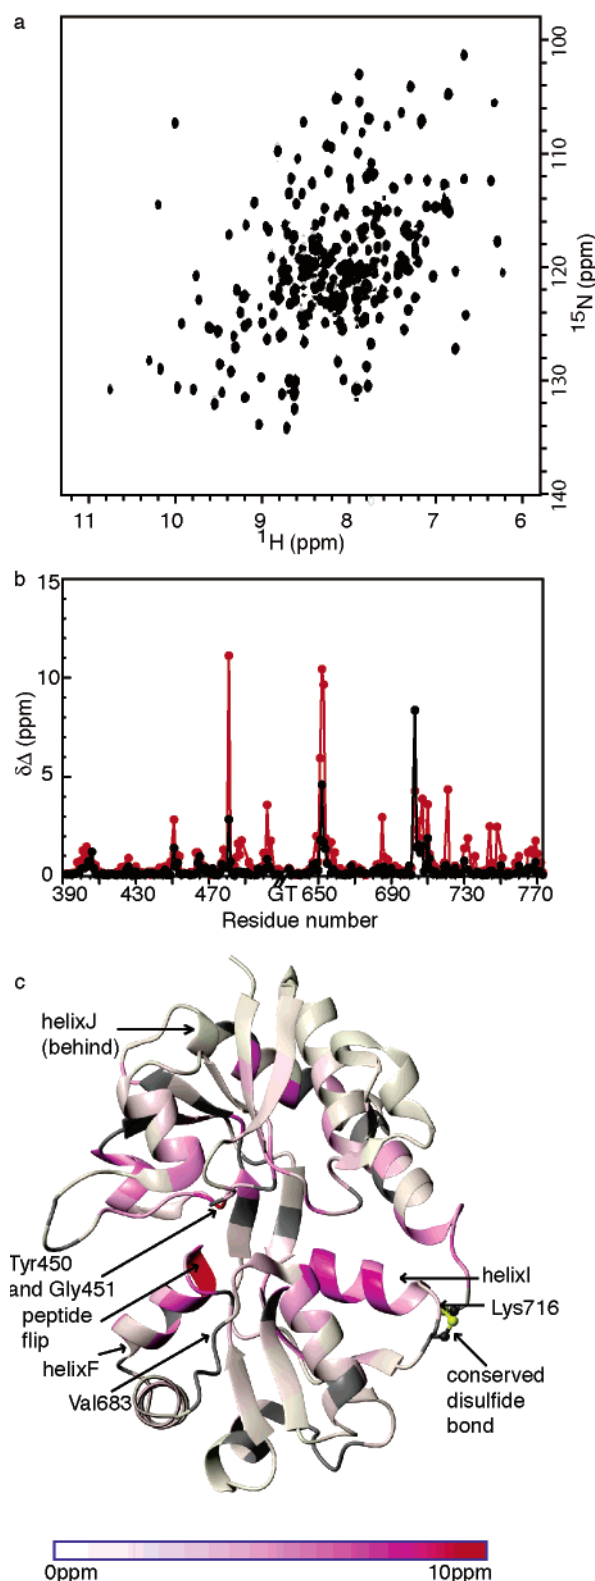 a
100
110
120
130
140
15N (ppm)
11 10 9 8 7 6
1H (ppm)
b
15
10
5
0
δΔ (ppm)
390 430 470 GT 650 690 730 770
Residue number
c
helixJ
(behind)
Tyr450
and Gly451
peptide
flip
helixF
Val683
helixI
Lys716
conserved
disulfide
bond
0ppm 10ppm